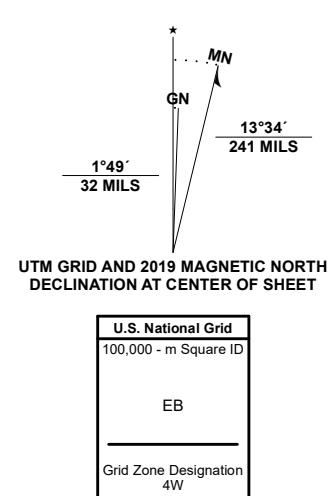 ★
MN
GN
13°34´
241 MILS
1°49´
32 MILS
UTM GRID AND 2019 MAGNETIC NORTH
DECLINATION AT CENTER OF SHEET
U.S. National Grid
100,000 - m Square ID
EB
Grid Zone Designation
4W